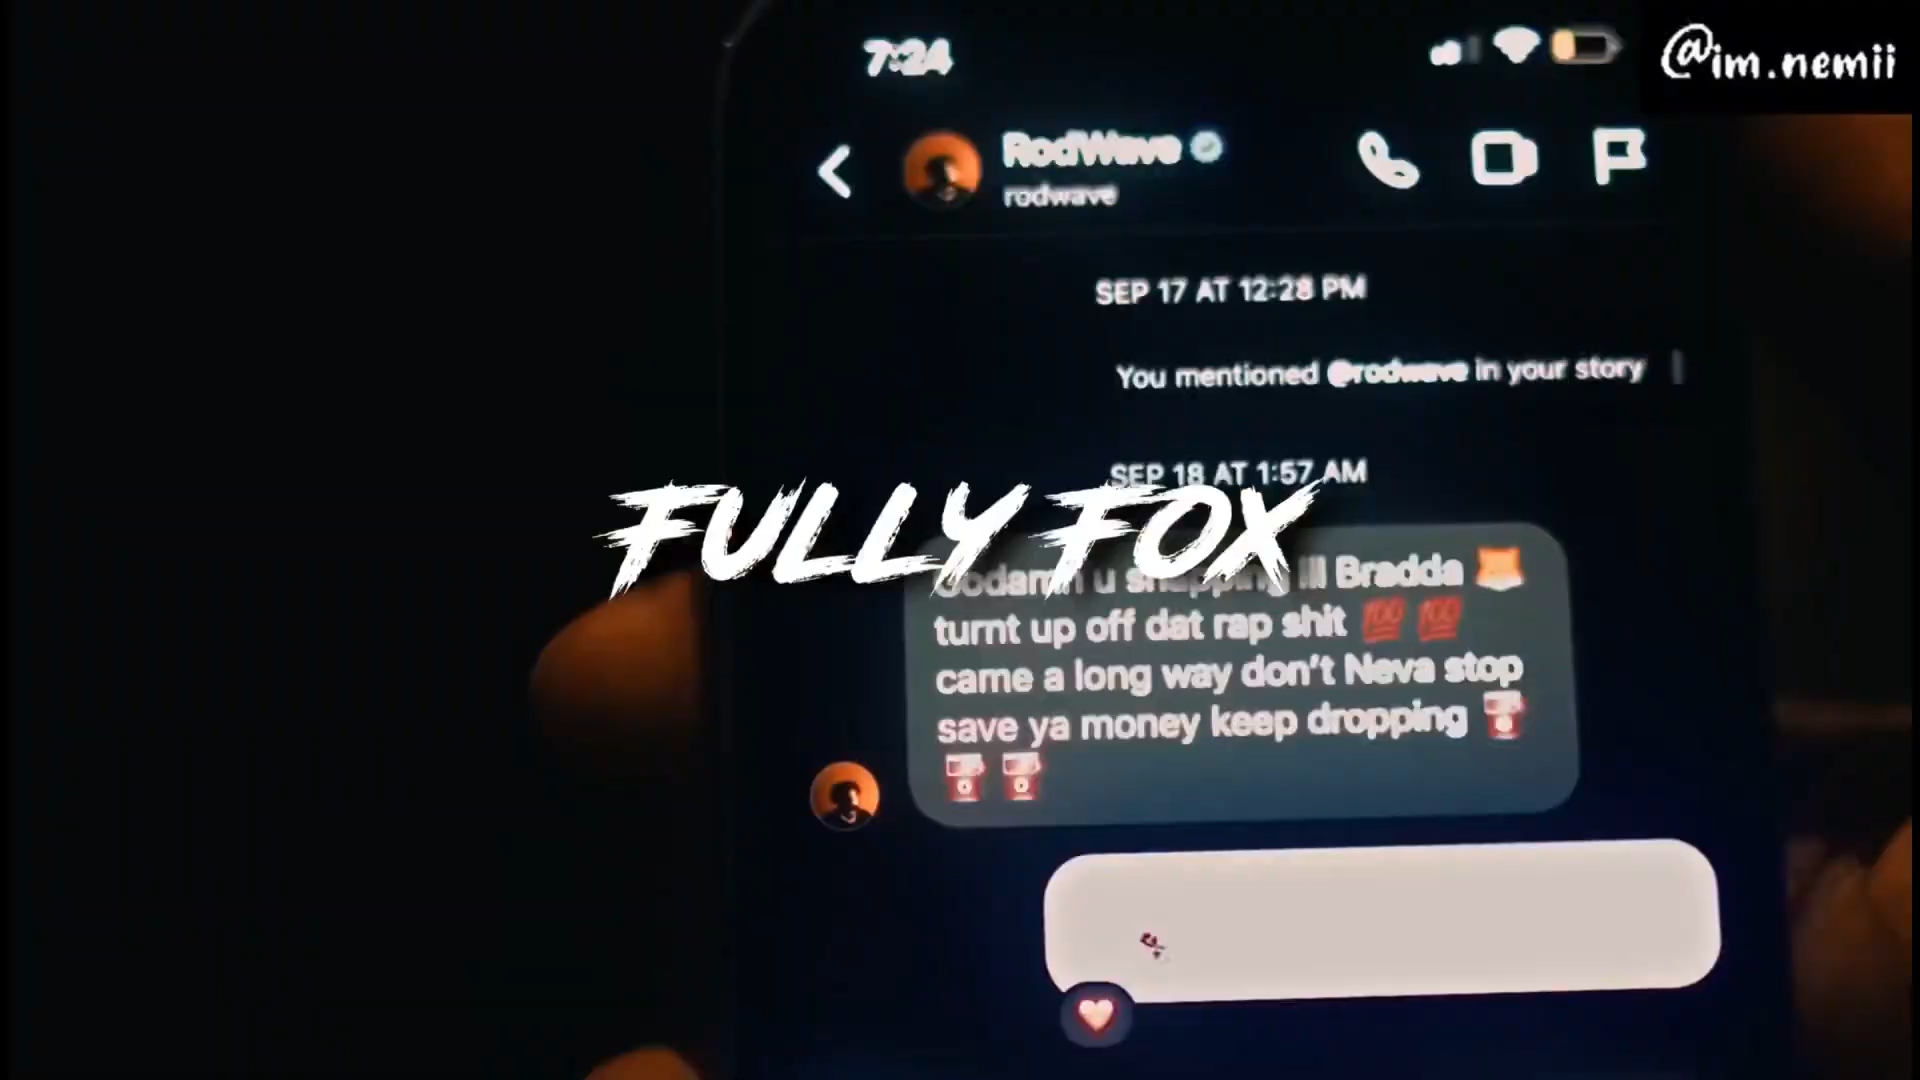 7:24
@im.nemii
RodWave
rodwave
SEP 17 AT 12:28 PM
You mentioned @rodwave in your story
SEP 18 AT 1:57 AM
FULLY FOX
u lil Bradda
turnt up off dat rap shit 💯 💯
came a long way don't Neva stop
save ya money keep dropping